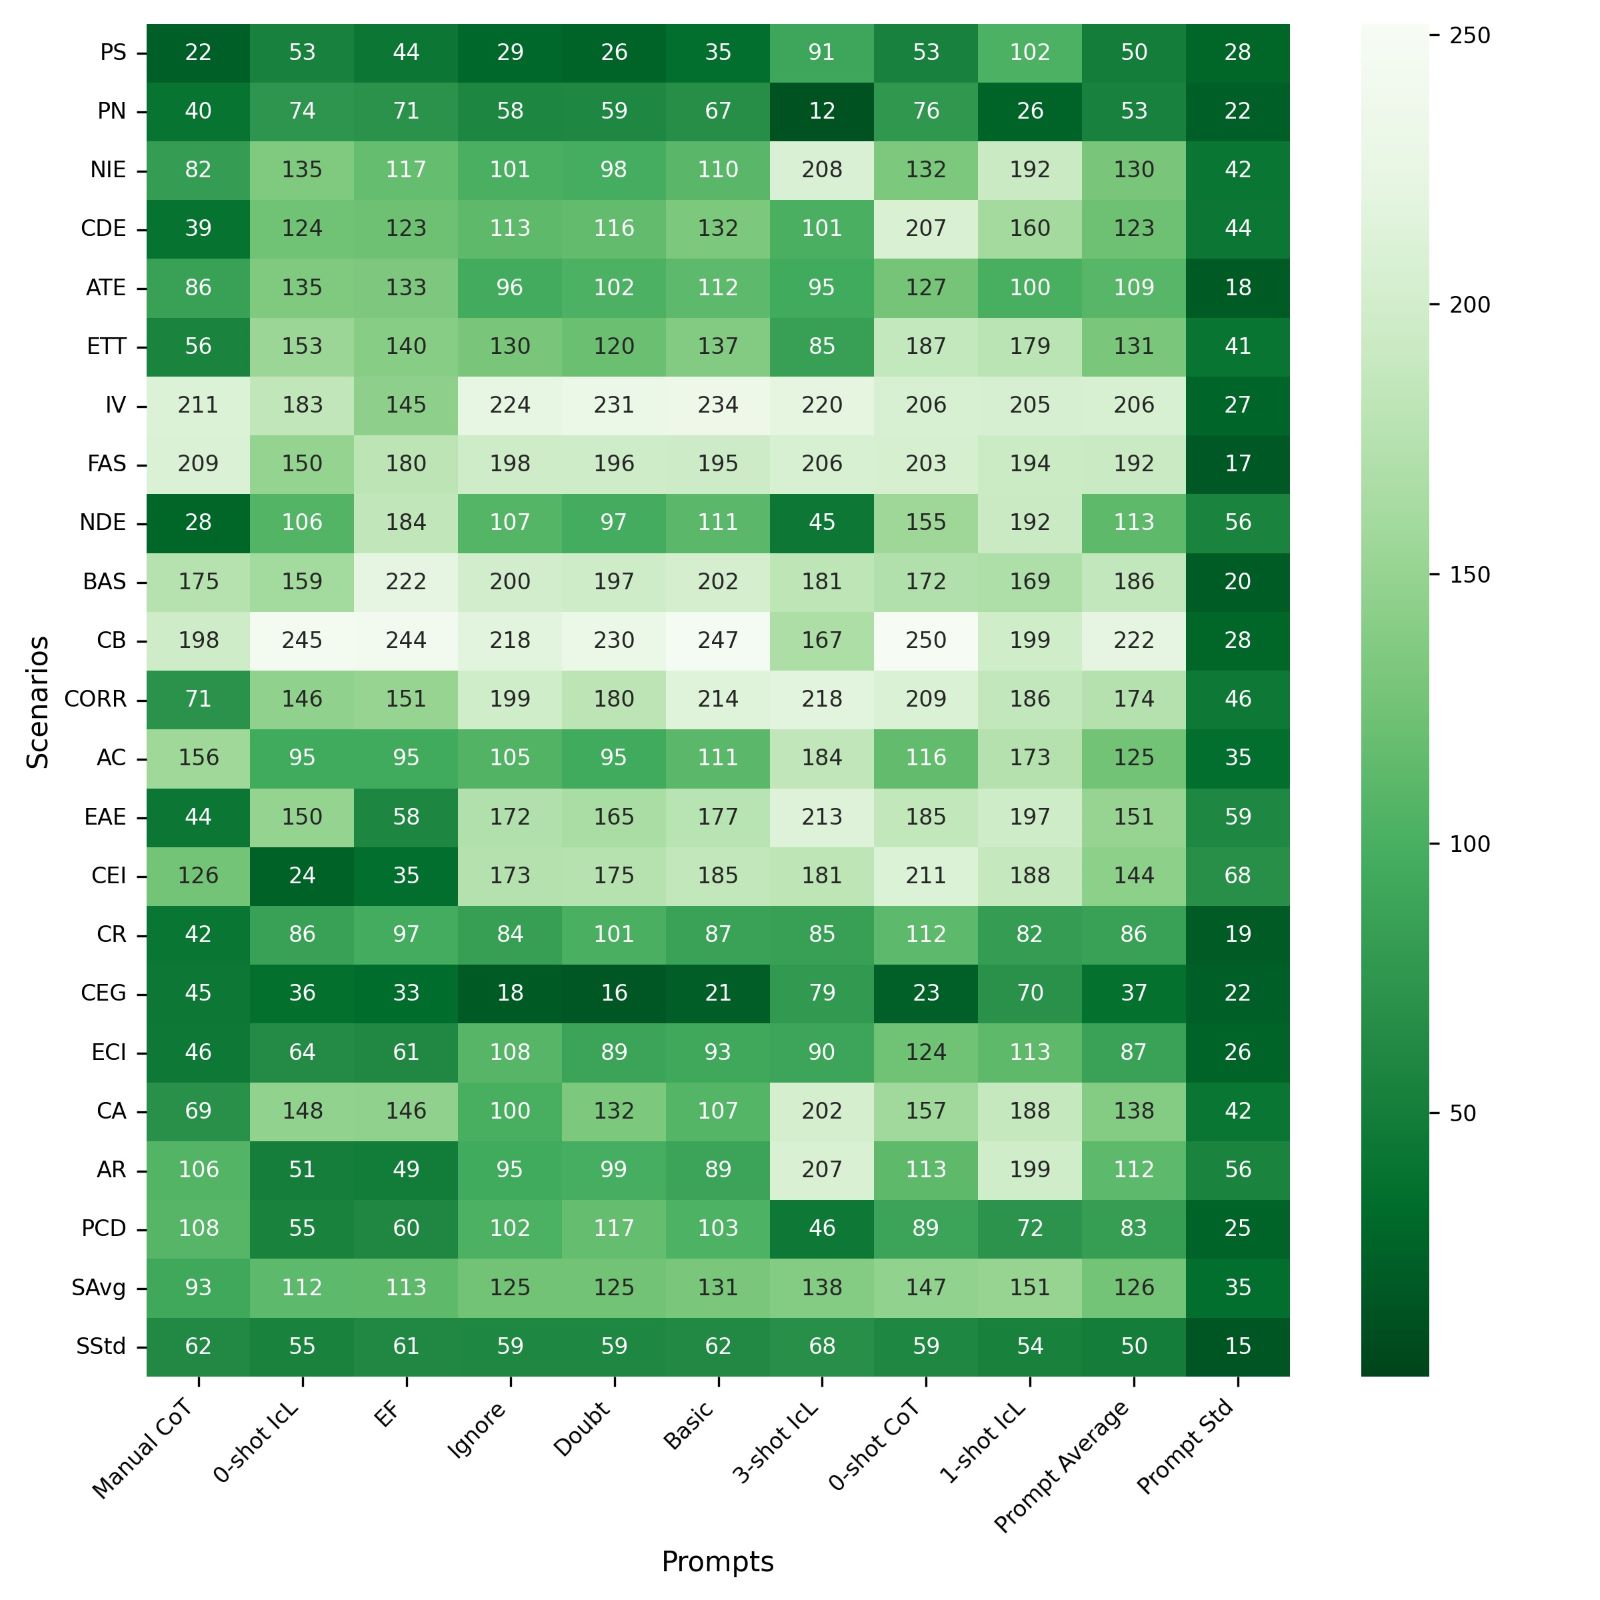 PS 22 53 44 29 26 35 91 53 102 50 28
PN 40 74 71 58 59 67 12 76 26 53 22
NIE 82 135 117 101 98 110 208 132 192 130 42
CDE 39 124 123 113 116 132 101 207 160 123 44
ATE 86 135 133 96 102 112 95 127 100 109 18
ETT 56 153 140 130 120 137 85 187 179 131 41
IV 211 183 145 224 231 234 220 206 205 206 27
FAS 209 150 180 198 196 195 206 203 194 192 17
NDE 28 106 184 107 97 111 45 155 192 113 56
BAS 175 159 222 200 197 202 181 172 169 186 20
CB 198 245 244 218 230 247 167 250 199 222 28
CORR 71 146 151 199 180 214 218 209 186 174 46
AC 156 95 95 105 95 111 184 116 173 125 35
EAE 44 150 58 172 165 177 213 185 197 151 59
CEI 126 24 35 173 175 185 181 211 188 144 68
CR 42 86 97 84 101 87 85 112 82 86 19
CEG 45 36 33 18 16 21 79 23 70 37 22
ECI 46 64 61 108 89 93 90 124 113 87 26
CA 69 148 146 100 132 107 202 157 188 138 42
AR 106 51 49 95 99 89 207 113 199 112 56
PCD 108 55 60 102 117 103 46 89 72 83 25
SAvg 93 112 113 125 125 131 138 147 151 126 35
SStd 62 55 61 59 59 62 68 59 54 50 15
Scenarios
Manual CoT
0-shot IcL
EF
Ignore
Doubt
Basic
3-shot IcL
0-shot CoT
1-shot IcL
Prompt Average
Prompt Std
Prompts
250
200
150
100
50